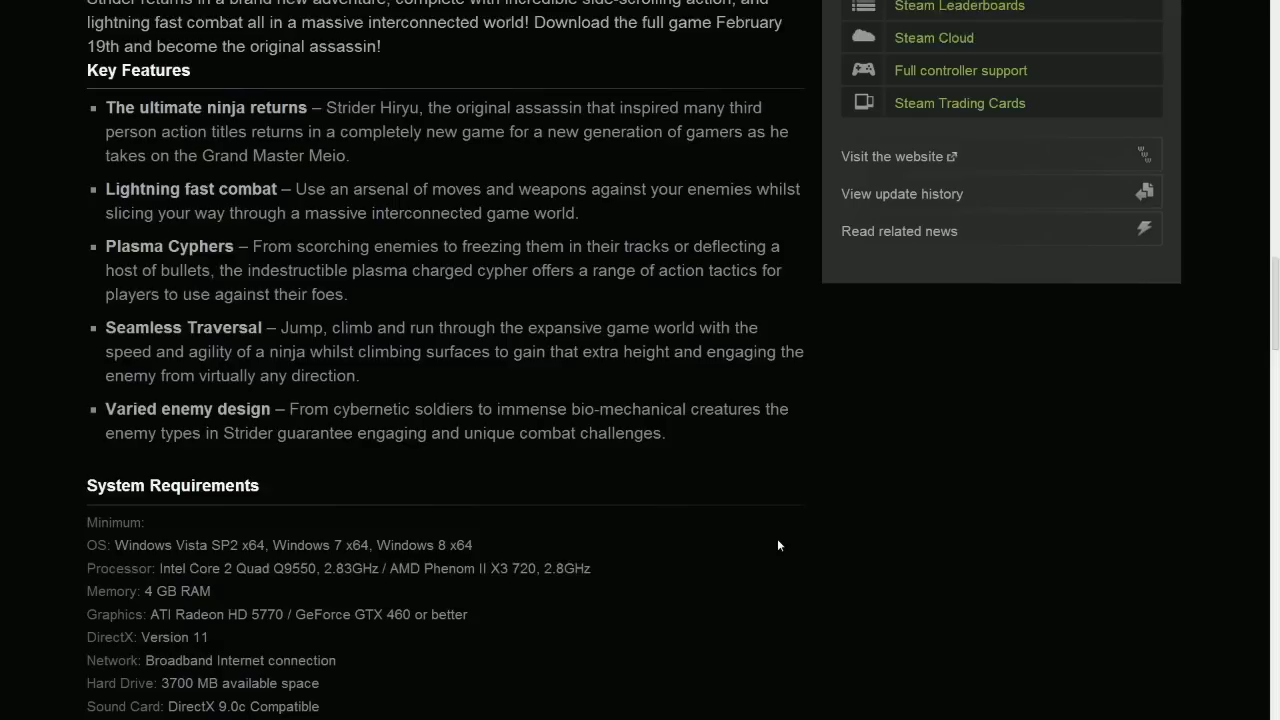 Strider returns in a brand new adventure, complete with incredible side-scrolling action, and
lightning fast combat all in a massive interconnected world! Download the full game February
19th and become the original assassin!
Key Features
The ultimate ninja returns – Strider Hiryu, the original assassin that inspired many third
person action titles returns in a completely new game for a new generation of gamers as he
takes on the Grand Master Meio.
Lightning fast combat – Use an arsenal of moves and weapons against your enemies whilst
slicing your way through a massive interconnected game world.
Plasma Cyphers – From scorching enemies to freezing them in their tracks or deflecting a
host of bullets, the indestructible plasma charged cypher offers a range of action tactics for
players to use against their foes.
Seamless Traversal – Jump, climb and run through the expansive game world with the
speed and agility of a ninja whilst climbing surfaces to gain that extra height and engaging the
enemy from virtually any direction.
Varied enemy design – From cybernetic soldiers to immense bio-mechanical creatures the
enemy types in Strider guarantee engaging and unique combat challenges.
System Requirements
Minimum:
OS: Windows Vista SP2 x64, Windows 7 x64, Windows 8 x64
Processor: Intel Core 2 Quad Q9550, 2.83GHz / AMD Phenom II X3 720, 2.8GHz
Memory: 4 GB RAM
Graphics: ATI Radeon HD 5770 / GeForce GTX 460 or better
DirectX: Version 11
Network: Broadband Internet connection
Hard Drive: 3700 MB available space
Sound Card: DirectX 9.0c Compatible
Steam Leaderboards
Steam Cloud
Full controller support
Steam Trading Cards
Visit the website
View update history
Read related news